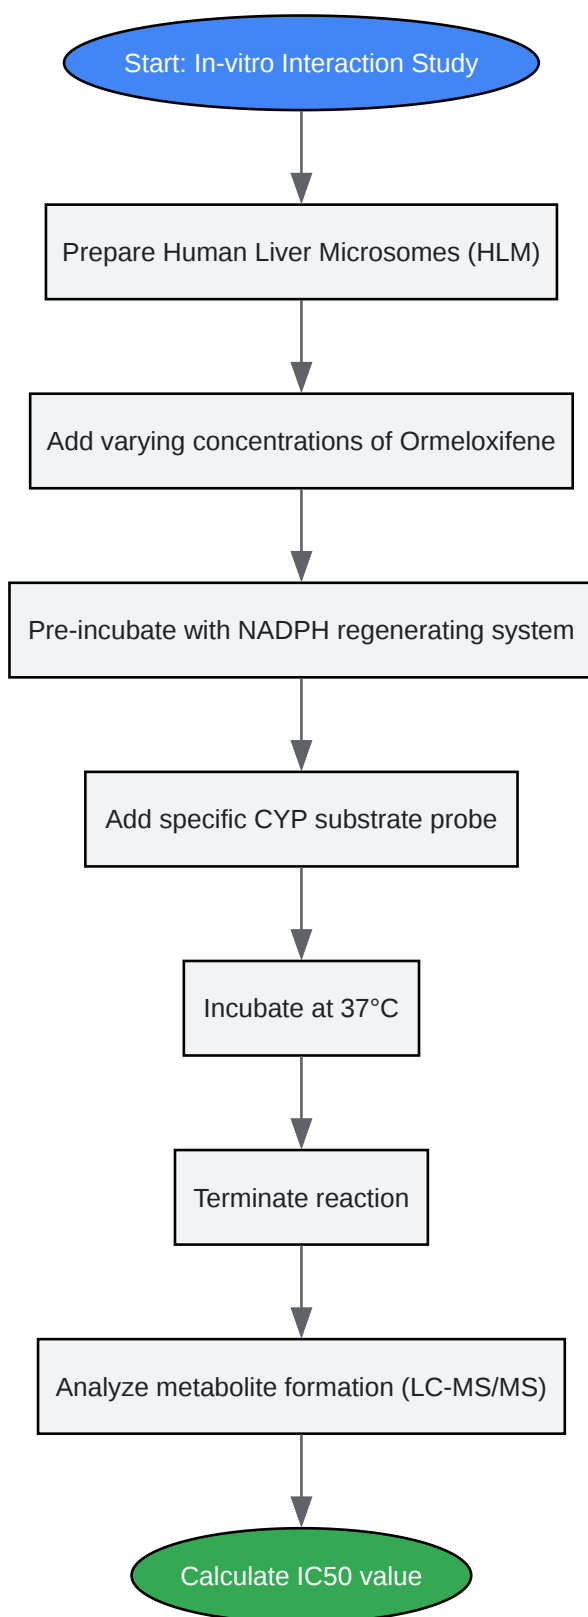 Start: In-vitro Interaction Study
Prepare Human Liver Microsomes (HLM)
Add varying concentrations of Ormeloxifene
Pre-incubate with NADPH regenerating system
Add specific CYP substrate probe
Incubate at 37°C
Terminate reaction
Analyze metabolite formation (LC-MS/MS)
Calculate IC50 value